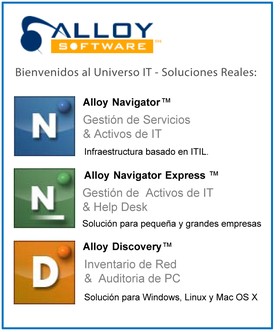 ALLOY
SOFTWARE
Bienvenidos al Universo IT - Soluciones Reales:
N
Alloy Navigator™
Gestión de Servicios
& Activos de IT
Infraestructura basado en ITIL.
N
Alloy Navigator Express ™
Gestión de Activos de IT
& Help Desk
Solución para pequeña y grandes empresas
D
Alloy Discovery™
Inventario de Red
& Auditoria de PC
Solución para Windows, Linux y Mac OS X